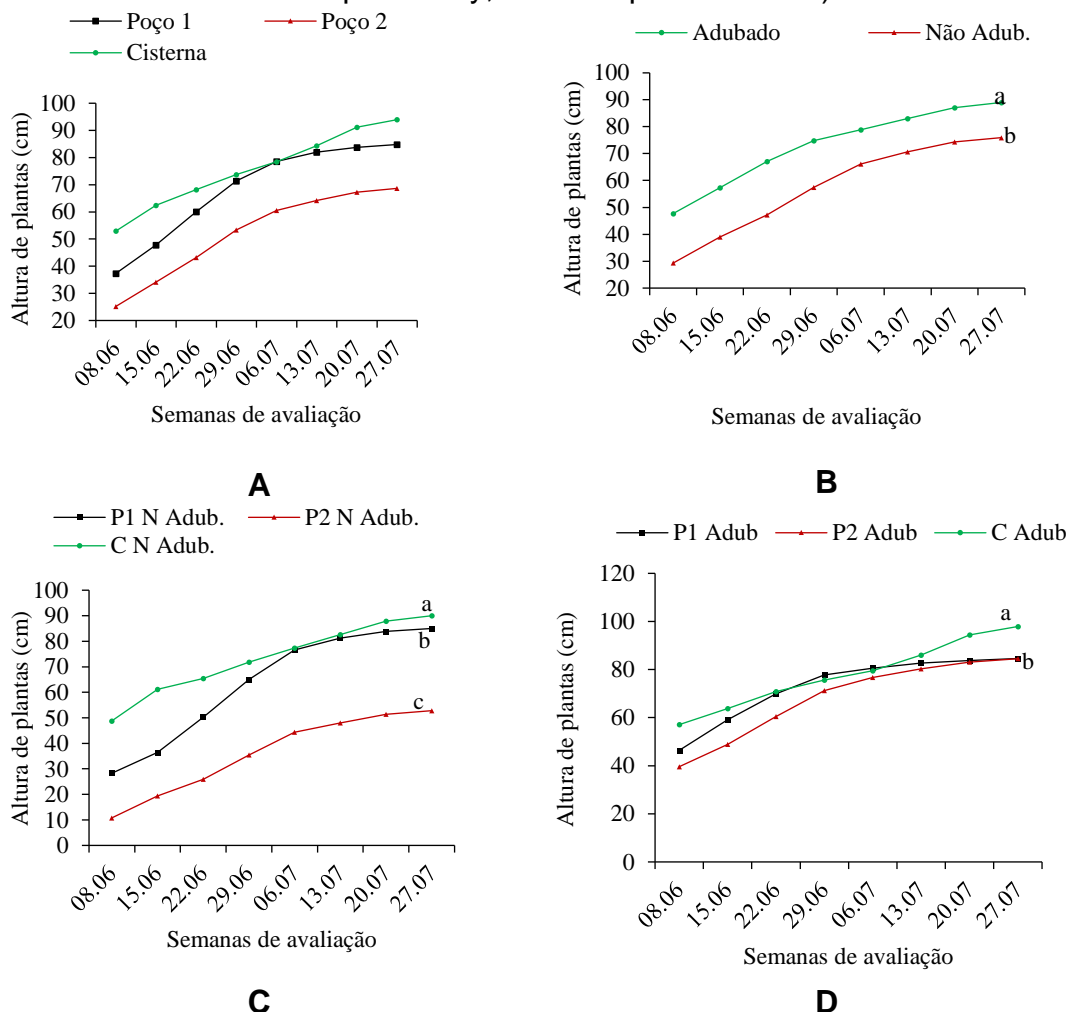 Poço 1 Poço 2
Cisterna
Altura de plantas (cm)
100
90
80
70
60
50
40
30
20
08.06 15.06 22.06 29.06 06.07 13.07 20.07 27.07
Semanas de avaliação
A
Adubado Não Adub.
Altura de plantas (cm)
100
90
80
70
60
50
40
30
20
a
b
08.06 15.06 22.06 29.06 06.07 13.07 20.07 27.07
Semanas de avaliação
B
P1 N Adub. P2 N Adub.
C N Adub.
Altura de plantas (cm)
100
90
80
70
60
50
40
30
20
10
0
a
b
c
08.06 15.06 22.06 29.06 06.07 13.07 20.07 27.07
Semanas de avaliação
C
P1 Adub P2 Adub C Adub
Altura de plantas (cm)
120
100
80
60
40
20
0
a
b
08.06 15.06 22.06 29.06 06.07 13.07 20.07 27.07
Semanas de avaliação
D